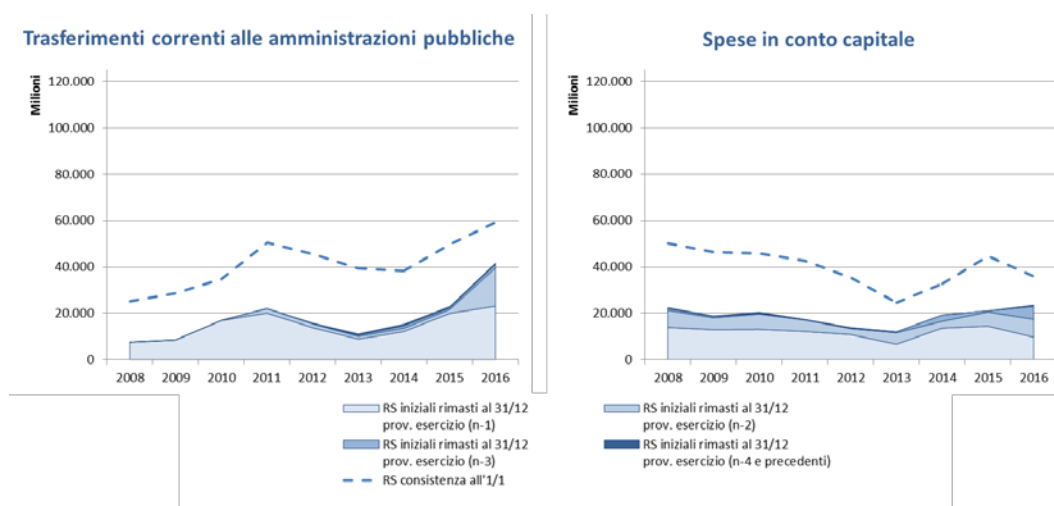 Trasferimenti correnti alle amministrazioni pubbliche
Milioni
120.000
100.000
80.000
60.000
40.000
20.000
0
2008 2009 2010 2011 2012 2013 2014 2015 2016
Spese in conto capitale
Milioni
120.000
100.000
80.000
60.000
40.000
20.000
0
2008 2009 2010 2011 2012 2013 2014 2015 2016
RS iniziali rimasti al 31/12
prov. esercizio (n-1)
RS iniziali rimasti al 31/12
prov. esercizio (n-2)
RS iniziali rimasti al 31/12
prov. esercizio (n-3)
RS iniziali rimasti al 31/12
prov. esercizio (n-4 e precedenti)
RS consistenza all'1/1